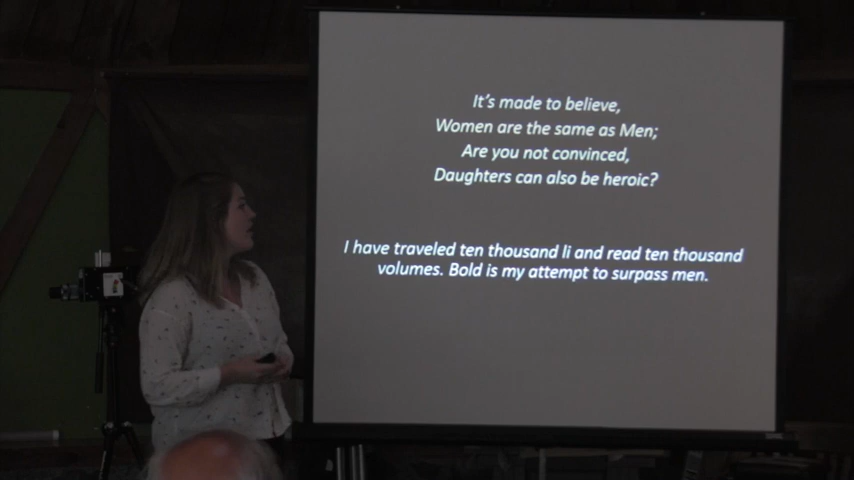 It's made to believe,
Women are the same as Men;
Are you not convinced,
Daughters can also be heroic?
I have traveled ten thousand li and read ten thousand
volumes. Bold is my attempt to surpass men.